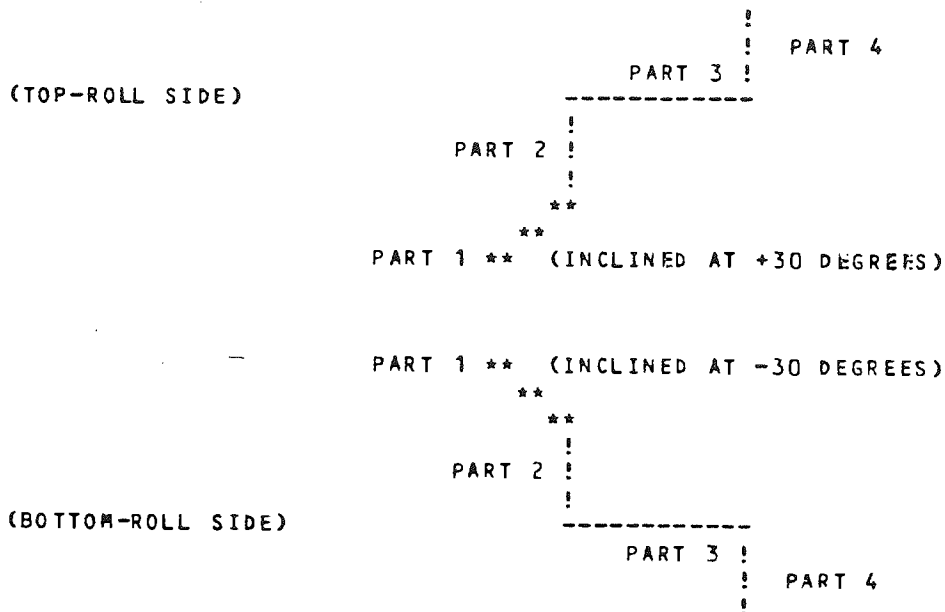 PART 4
PART 3
(TOP-ROLL SIDE)
PART 2
PART 1 ** (INCLINED AT +30 DEGREES)
PART 1 ** (INCLINED AT -30 DEGREES)
PART 2
(BOTTOM-ROLL SIDE)
PART 3
PART 4